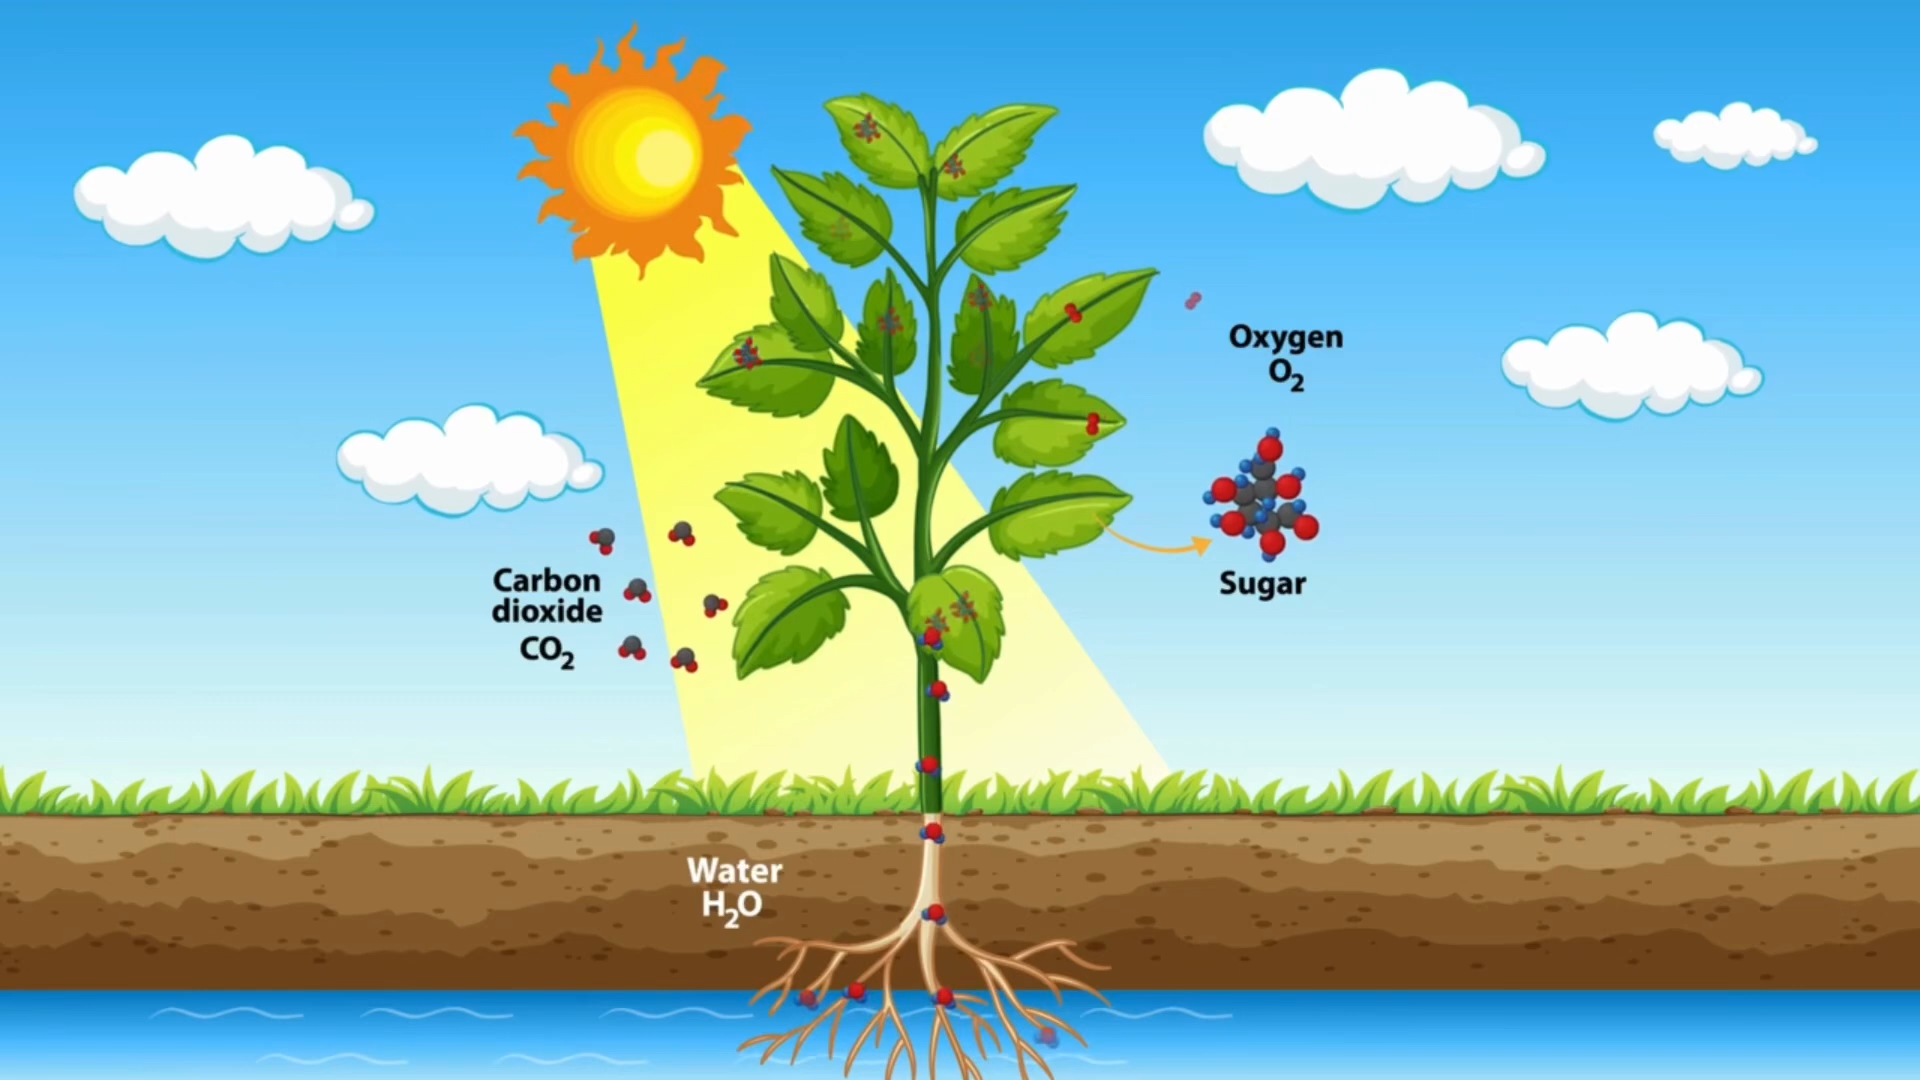 Oxygen
O₂
Carbon
dioxide
CO₂
Sugar
Water
H₂O